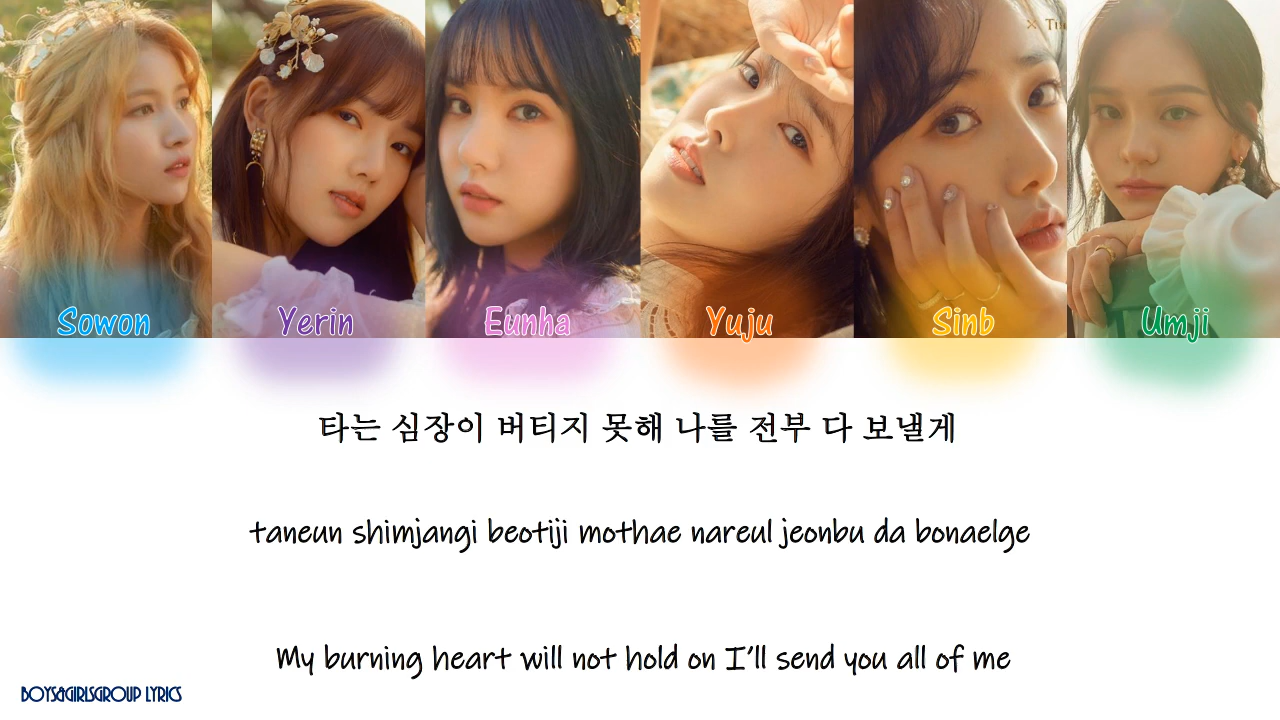 Sowon Yerin Eunha Yuju Sinb Umji
타는 심장이 버티지 못해 나를 전부 다 보낼게
taneun shimjangi beotiji mothae nareul jeonbu da bonaelge
My burning heart will not hold on I'll send you all of me
BOYS&GIRLSGROUP LYRICS